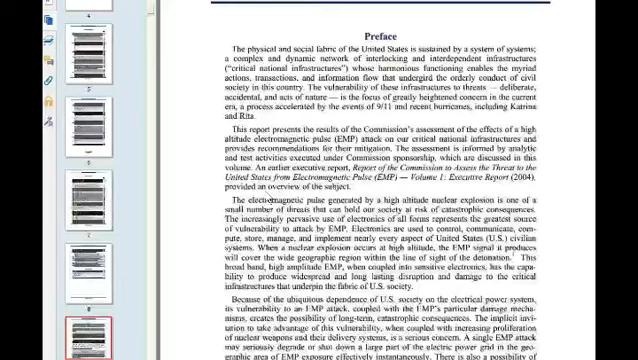 4
5
6
7
8
Preface
The physical and social fabric of the United States is sustained by a system of systems;
a complex and dynamic network of interlocking and interdependent infrastructures
("critical national infrastructures") whose harmonious functioning enables the myriad
actions, transactions, and information flow that undergird the orderly conduct of civil
society in this country. The vulnerability of these infrastructures to threats — deliberate,
accidental, and acts of nature — is the focus of greatly heightened concern in the current
era, a process accelerated by the events of 9/11 and recent hurricanes, including Katrina
and Rita.
This report presents the results of the Commission's assessment of the effects of a high
altitude electromagnetic pulse (EMP) attack on our critical national infrastructures and
provides recommendations for their mitigation. The assessment is informed by analytic
and test activities executed under Commission sponsorship, which are discussed in this
volume. An earlier executive report, Report of the Commission to Assess the Threat to the
United States from Electromagnetic Pulse (EMP) — Volume 1: Executive Report (2004),
provided an overview of the subject.
The electromagnetic pulse generated by a high altitude nuclear explosion is one of a
small number of threats that can hold our society at risk of catastrophic consequences.
The increasingly pervasive use of electronics of all forms represents the greatest source
of vulnerability to attack by EMP. Electronics are used to control, communicate, com-
pute, store, manage, and implement nearly every aspect of United States (U.S.) civilian
systems. When a nuclear explosion occurs at high altitude, the EMP signal it produces
will cover the wide geographic region within the line of sight of the detonation.1 This
broad band, high amplitude EMP, when coupled into sensitive electronics, has the capa-
bility to produce widespread and long lasting disruption and damage to the critical
infrastructures that underpin the fabric of U.S. society.
Because of the ubiquitous dependence of U.S. society on the electrical power system,
its vulnerability to an EMP attack, coupled with the EMP's particular damage mecha-
nisms, creates the possibility of long-term, catastrophic consequences. The implicit invi-
tation to take advantage of this vulnerability, when coupled with increasing proliferation
of nuclear weapons and their delivery systems, is a serious concern. A single EMP attack
may seriously degrade or shut down a large part of the electric power grid in the geo-
graphic area of EMP exposure effectively instantaneously. There is also a possibility of